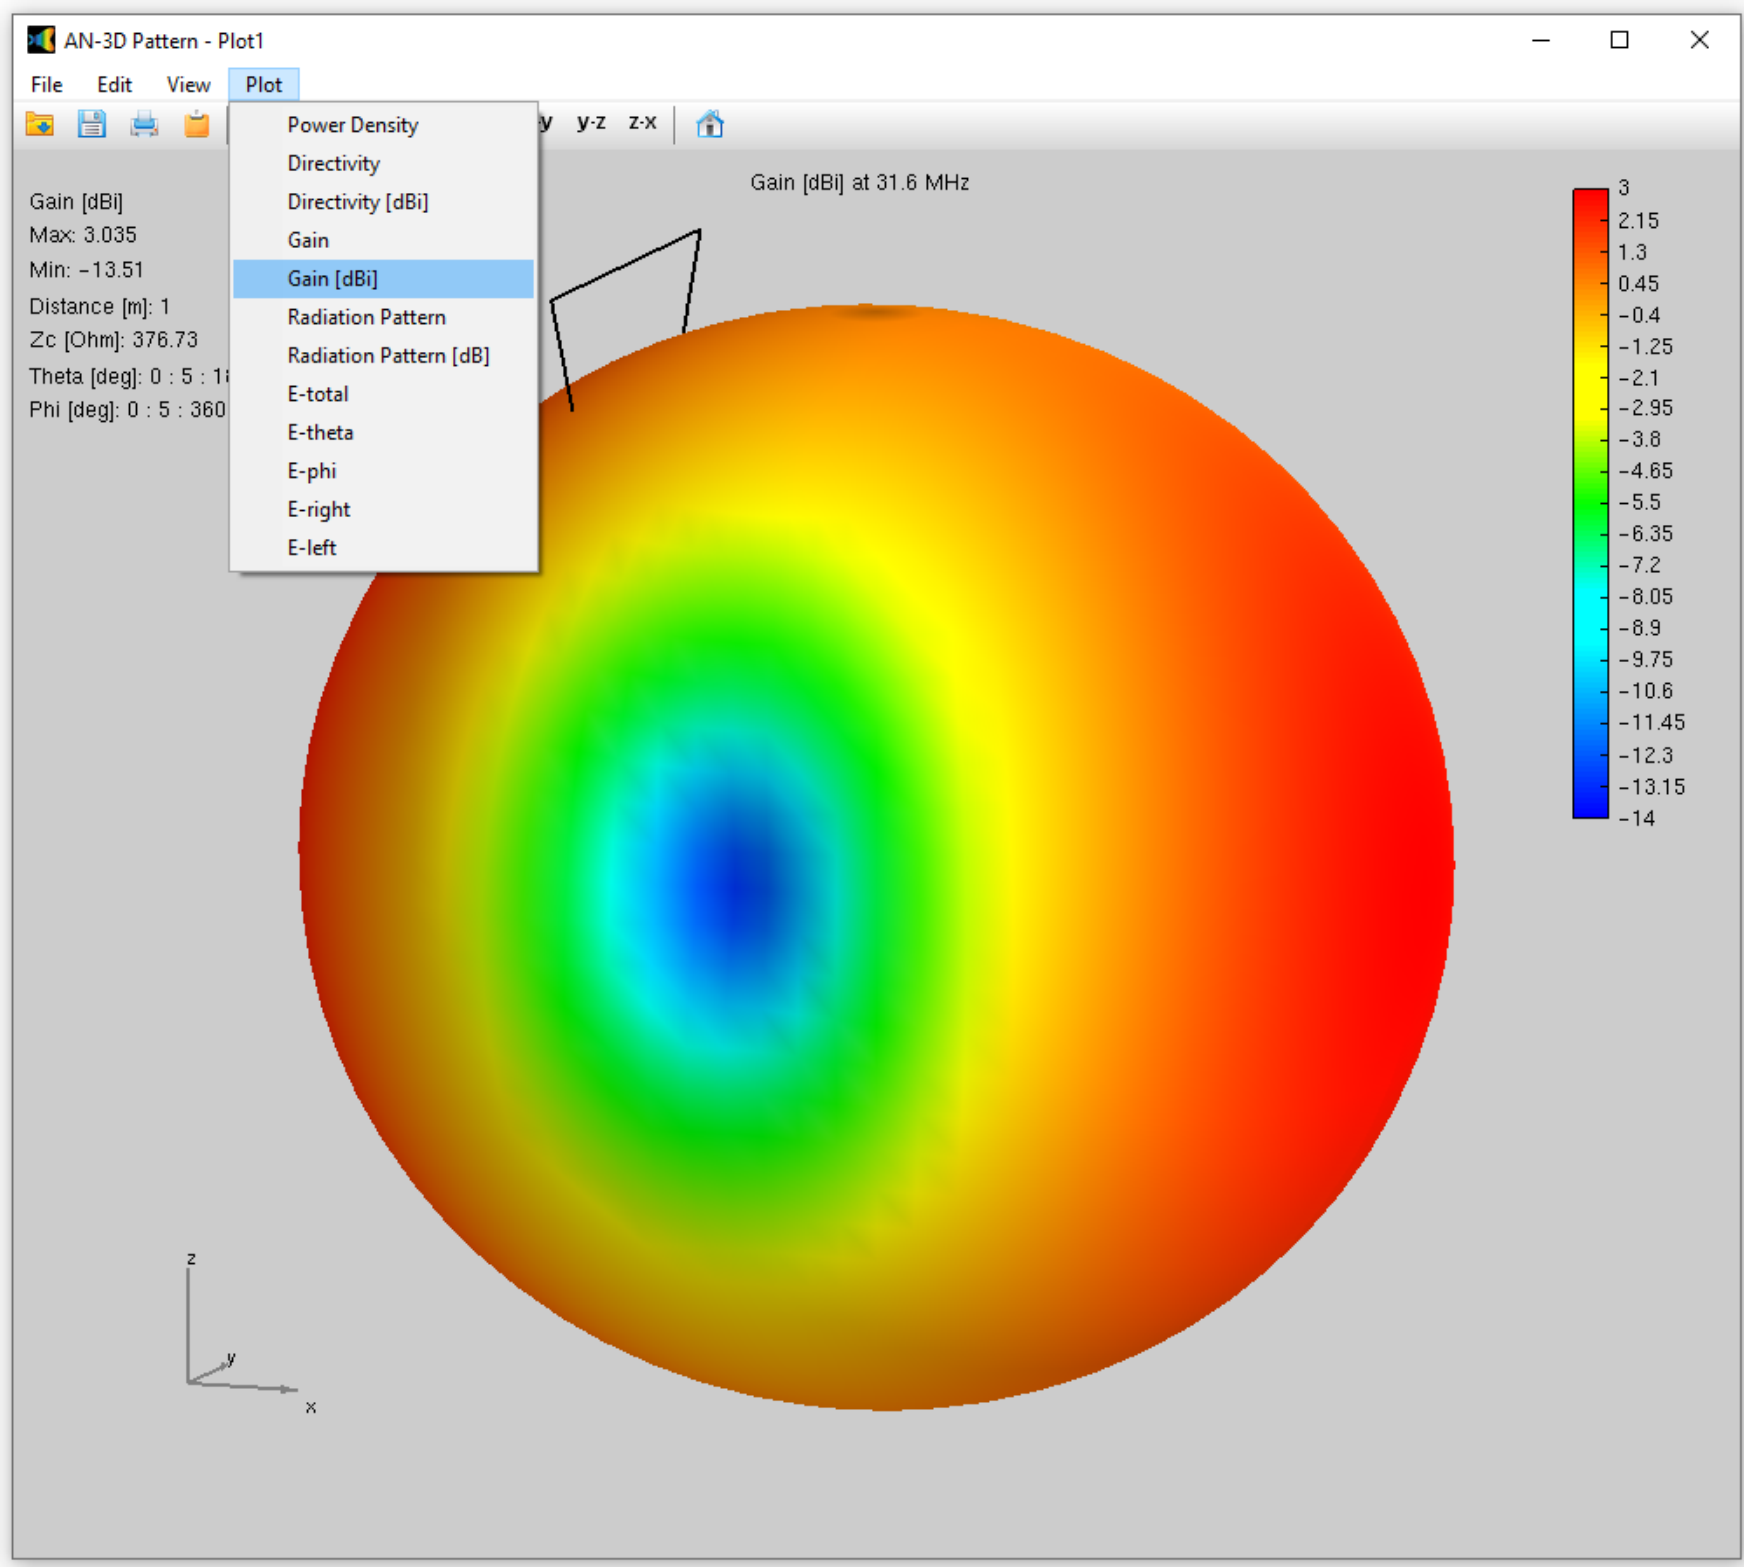 AN-3D Pattern - Plot1
File Edit View Plot
y-z z-x
Power Density
Directivity
Directivity [dBi]
Gain
Gain [dBi]
Radiation Pattern
Radiation Pattern [dB]
E-total
E-theta
E-phi
E-right
E-left
Gain [dBi]
Max: 3.035
Min: -13.51
Distance [m]: 1
Zc [Ohm]: 376.73
Theta [deg]: 0 : 5 :
Phi [deg]: 0 : 5 : 360
Gain [dBi] at 31.6 MHz
3
2.15
1.3
0.45
-0.4
-1.25
-2.1
-2.95
-3.8
-4.65
-5.5
-6.35
-7.2
-8.05
-8.9
-9.75
-10.6
-11.45
-12.3
-13.15
-14
z
y
x